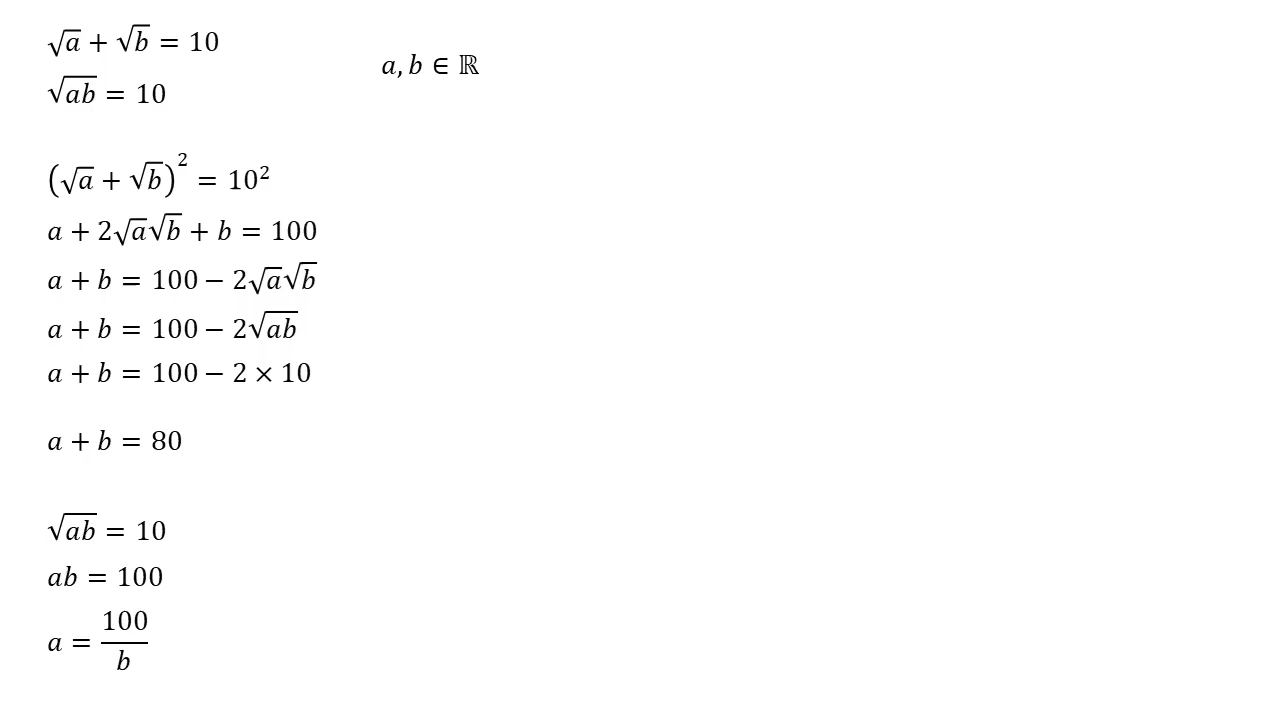 √a + √b = 10
a, b ∈ ℝ
√ab = 10
(√a + √b)² = 10²
a + 2√a√b + b = 100
a + b = 100 − 2√a√b
a + b = 100 − 2√ab
a + b = 100 − 2 × 10
a + b = 80
√ab = 10
ab = 100
a = 100/b